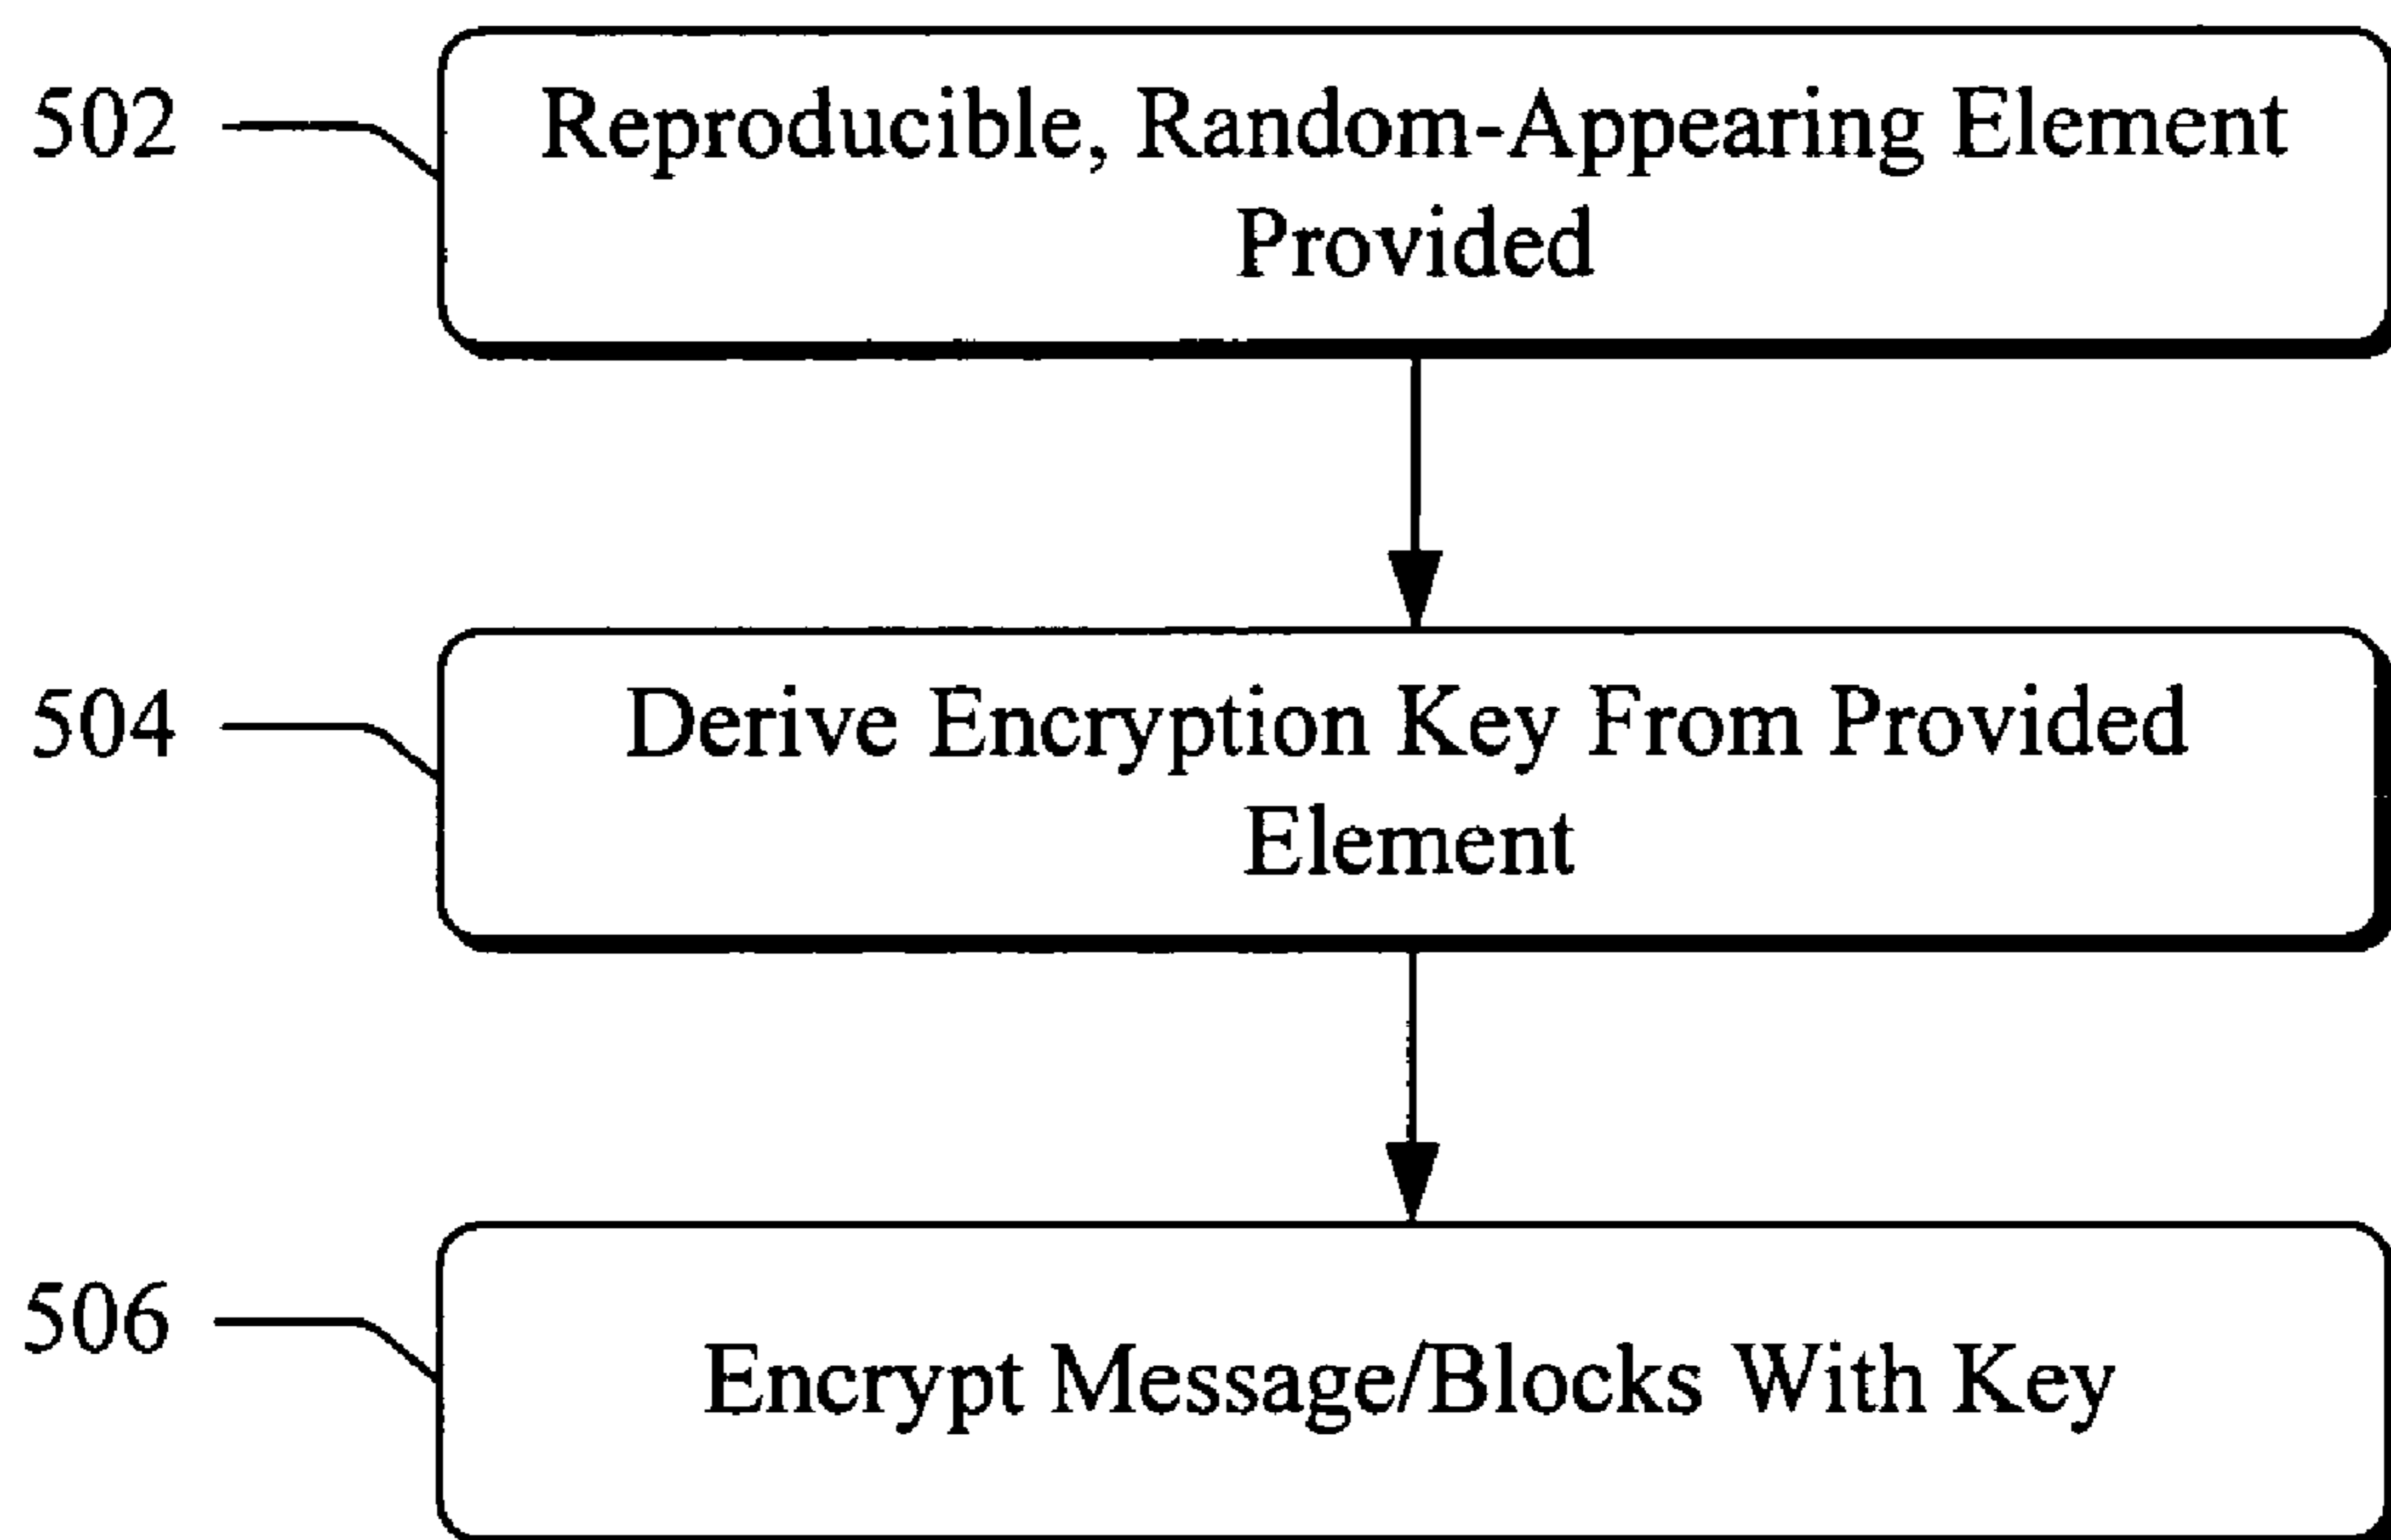 502
Reproducible, Random-Appearing Element
Provided
504
Derive Encryption Key From Provided
Element
506
Encrypt Message/Blocks With Key